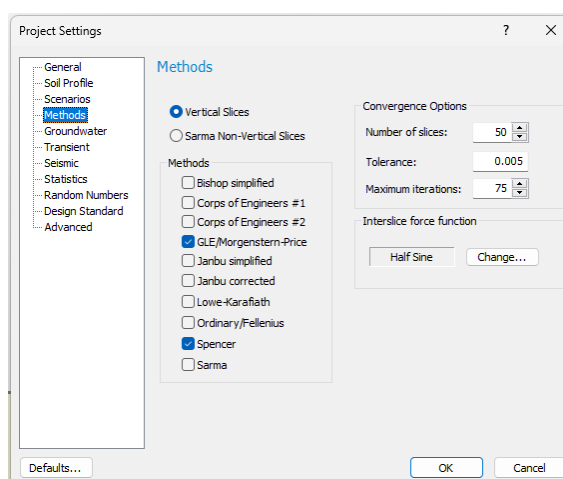 Project Settings
?
General
Soil Profile
Scenarios
Methods
Groundwater
Transient
Seismic
Statistics
Random Numbers
Design Standard
Advanced
Methods
Vertical Slices
Sarma Non-Vertical Slices
Methods
Bishop simplified
Corps of Engineers #1
Corps of Engineers #2
GLE/Morgenstern-Price
Janbu simplified
Janbu corrected
Lowe-Karafiath
Ordinary/Fellenius
Spencer
Sarma
Convergence Options
Number of slices: 50
Tolerance: 0.005
Maximum iterations: 75
Interslice force function
Half Sine Change...
Defaults... OK Cancel